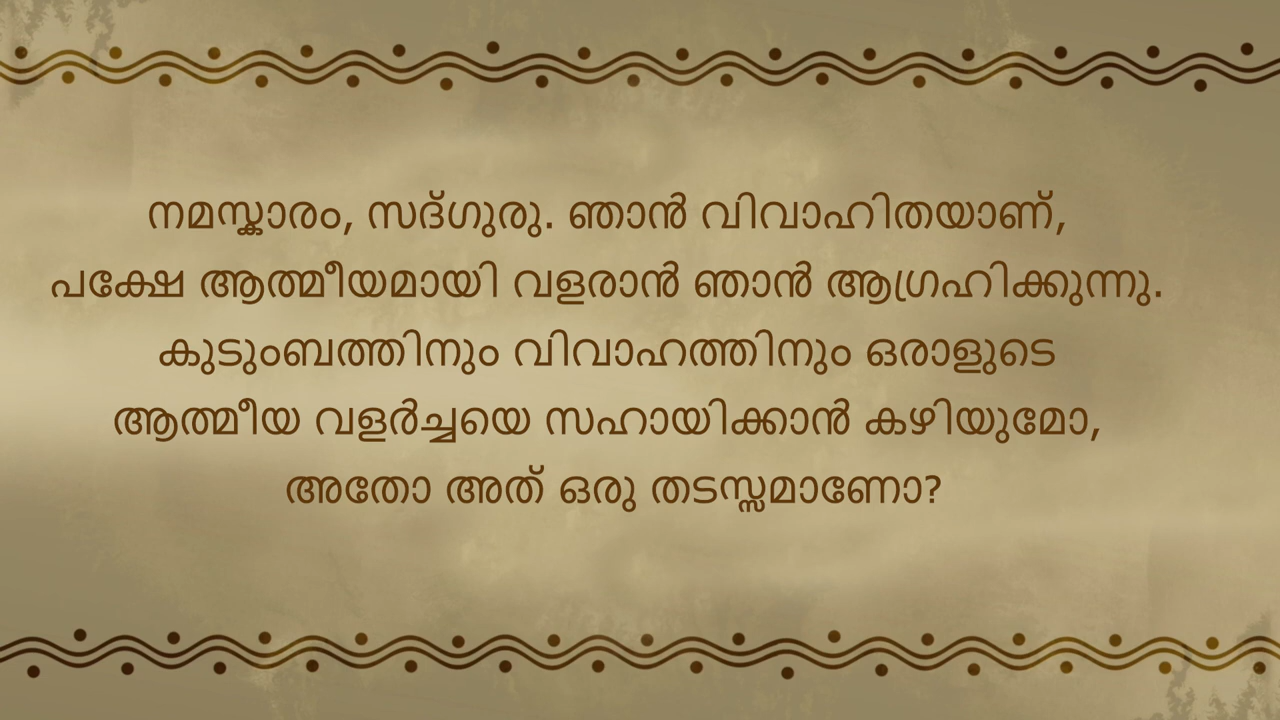 നമസ്കാരം, സദ്ഗുരു. ഞാൻ വിവാഹിതയാണ്,
പക്ഷേ ആത്മീയമായി വളരാൻ ഞാൻ ആഗ്രഹിക്കുന്നു.
കുടുംബത്തിനും വിവാഹത്തിനും ഒരാളുടെ
ആത്മീയ വളർച്ചയെ സഹായിക്കാൻ കഴിയുമോ,
അതോ അത് ഒരു തടസ്സമാണോ?